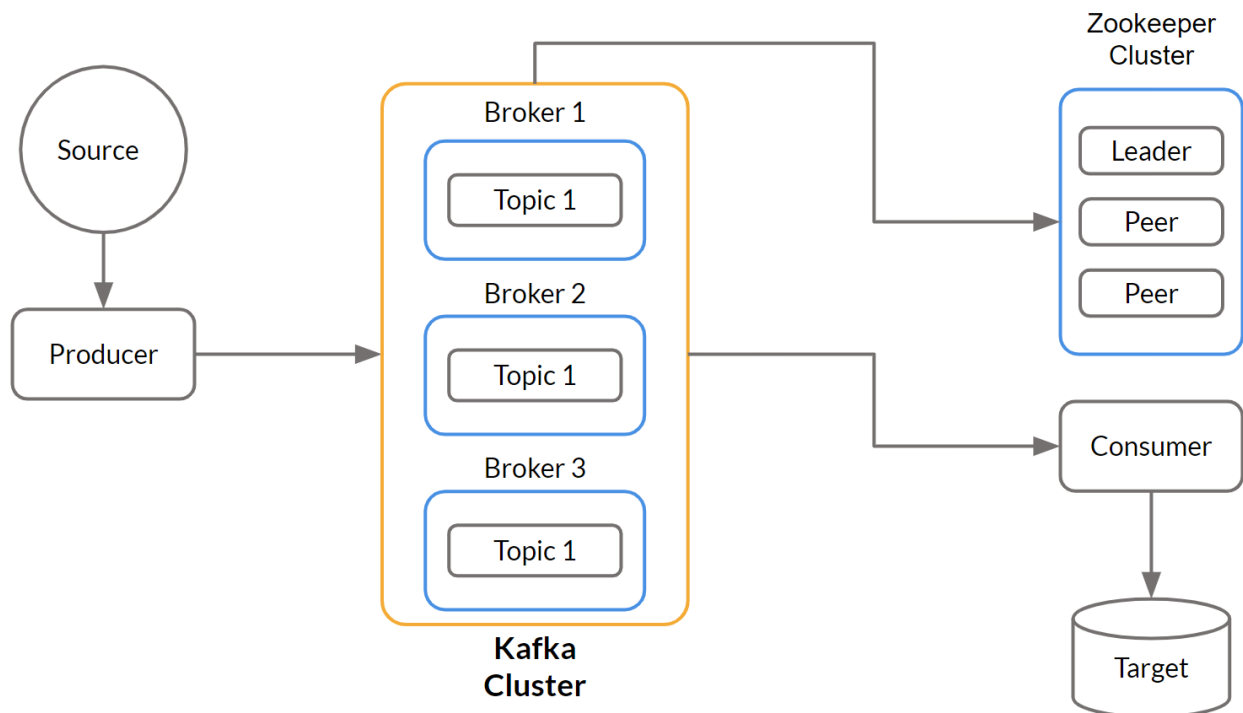 Zookeeper
Cluster
Source
Broker 1
Topic 1
Leader
Peer
Peer
Broker 2
Producer
Topic 1
Broker 3
Topic 1
Consumer
Kafka
Cluster
Target